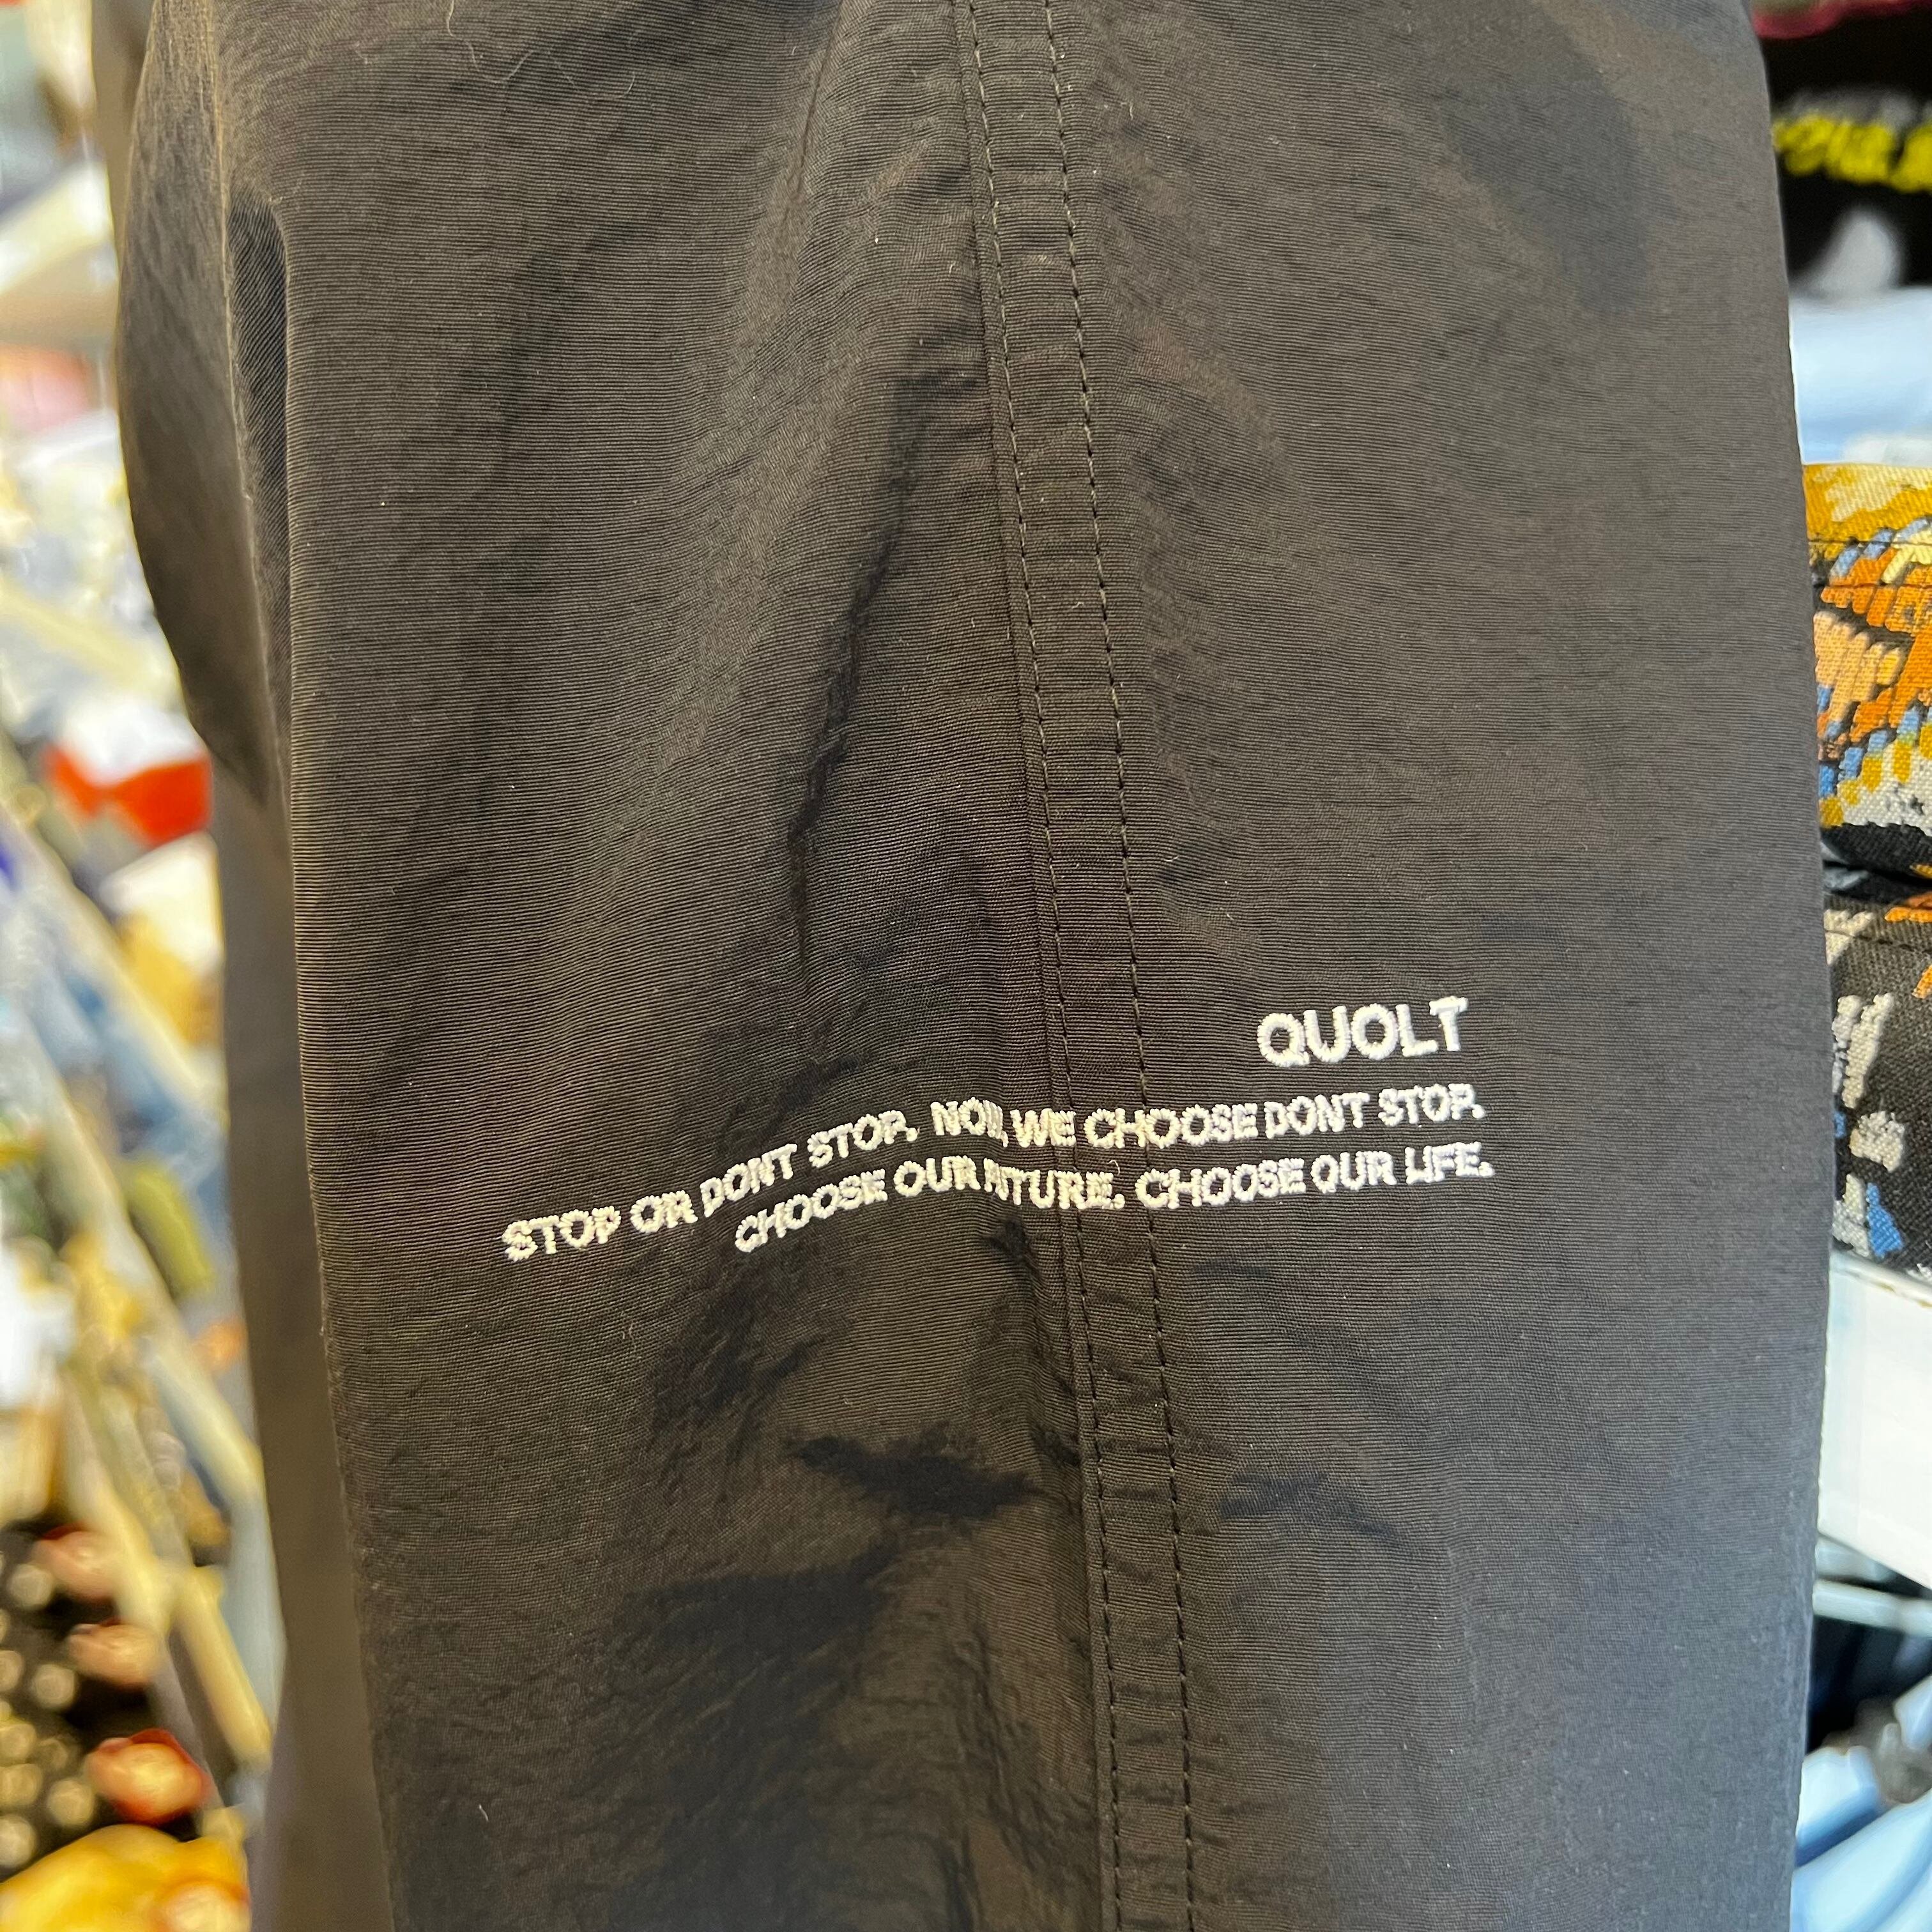 QUOLT
STOP OR DONT STOP. NOW, WE CHOOSE DONT STOP.
CHOOSE OUR FUTURE. CHOOSE OUR LIFE.